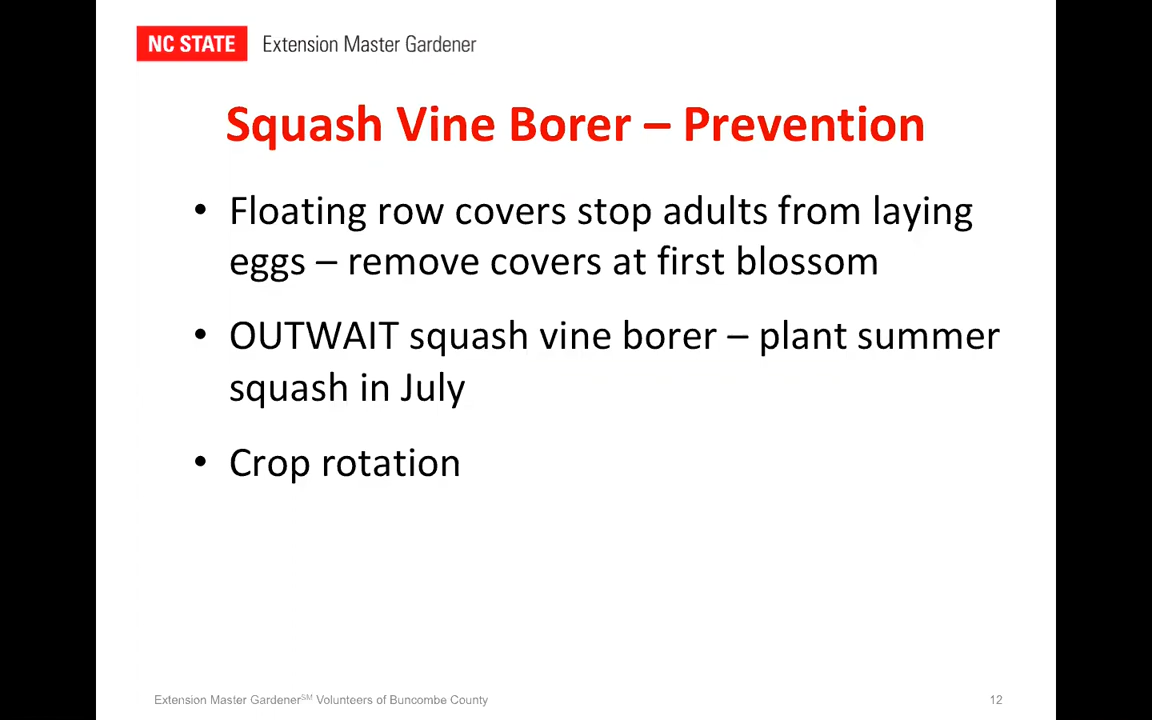 NC STATE Extension Master Gardener
Squash Vine Borer – Prevention
• Floating row covers stop adults from laying
eggs – remove covers at first blossom
• OUTWAIT squash vine borer – plant summer
squash in July
• Crop rotation
Extension Master Gardener℠ Volunteers of Buncombe County 12